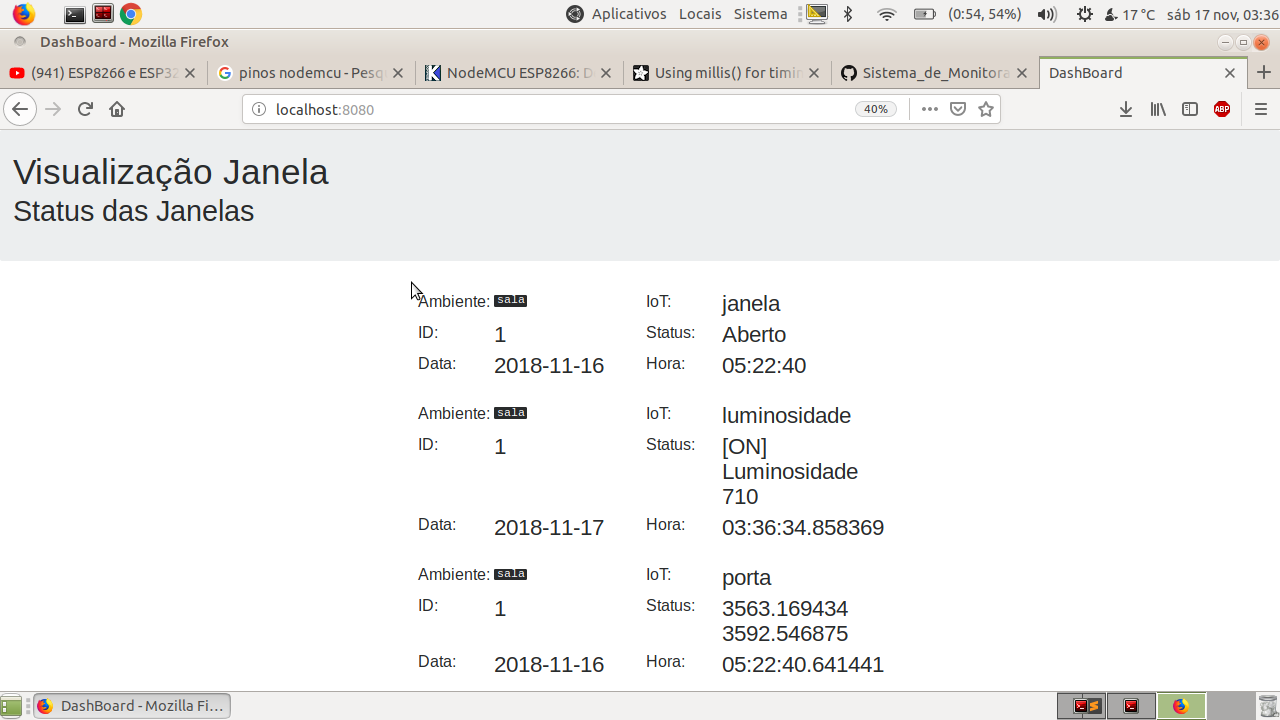 Aplicativos Locais Sistema (0:54, 54%) 17 °C sáb 17 nov, 03:36
DashBoard - Mozilla Firefox
(941) ESP8266 e ESP32 pinos nodemcu - Pesq NodeMCU ESP8266: D Using millis() for timin Sistema_de_Monitora DashBoard
localhost:8080 40% ABP
Visualização Janela
Status das Janelas
Ambiente: sala IoT: janela
ID: 1 Status: Aberto
Data: 2018-11-16 Hora: 05:22:40
Ambiente: sala IoT: luminosidade
ID: 1 Status: [ON]
Luminosidade
710
Data: 2018-11-17 Hora: 03:36:34.858369
Ambiente: sala IoT: porta
ID: 1 Status: 3563.169434
3592.546875
Data: 2018-11-16 Hora: 05:22:40.641441
DashBoard - Mozilla Fi...